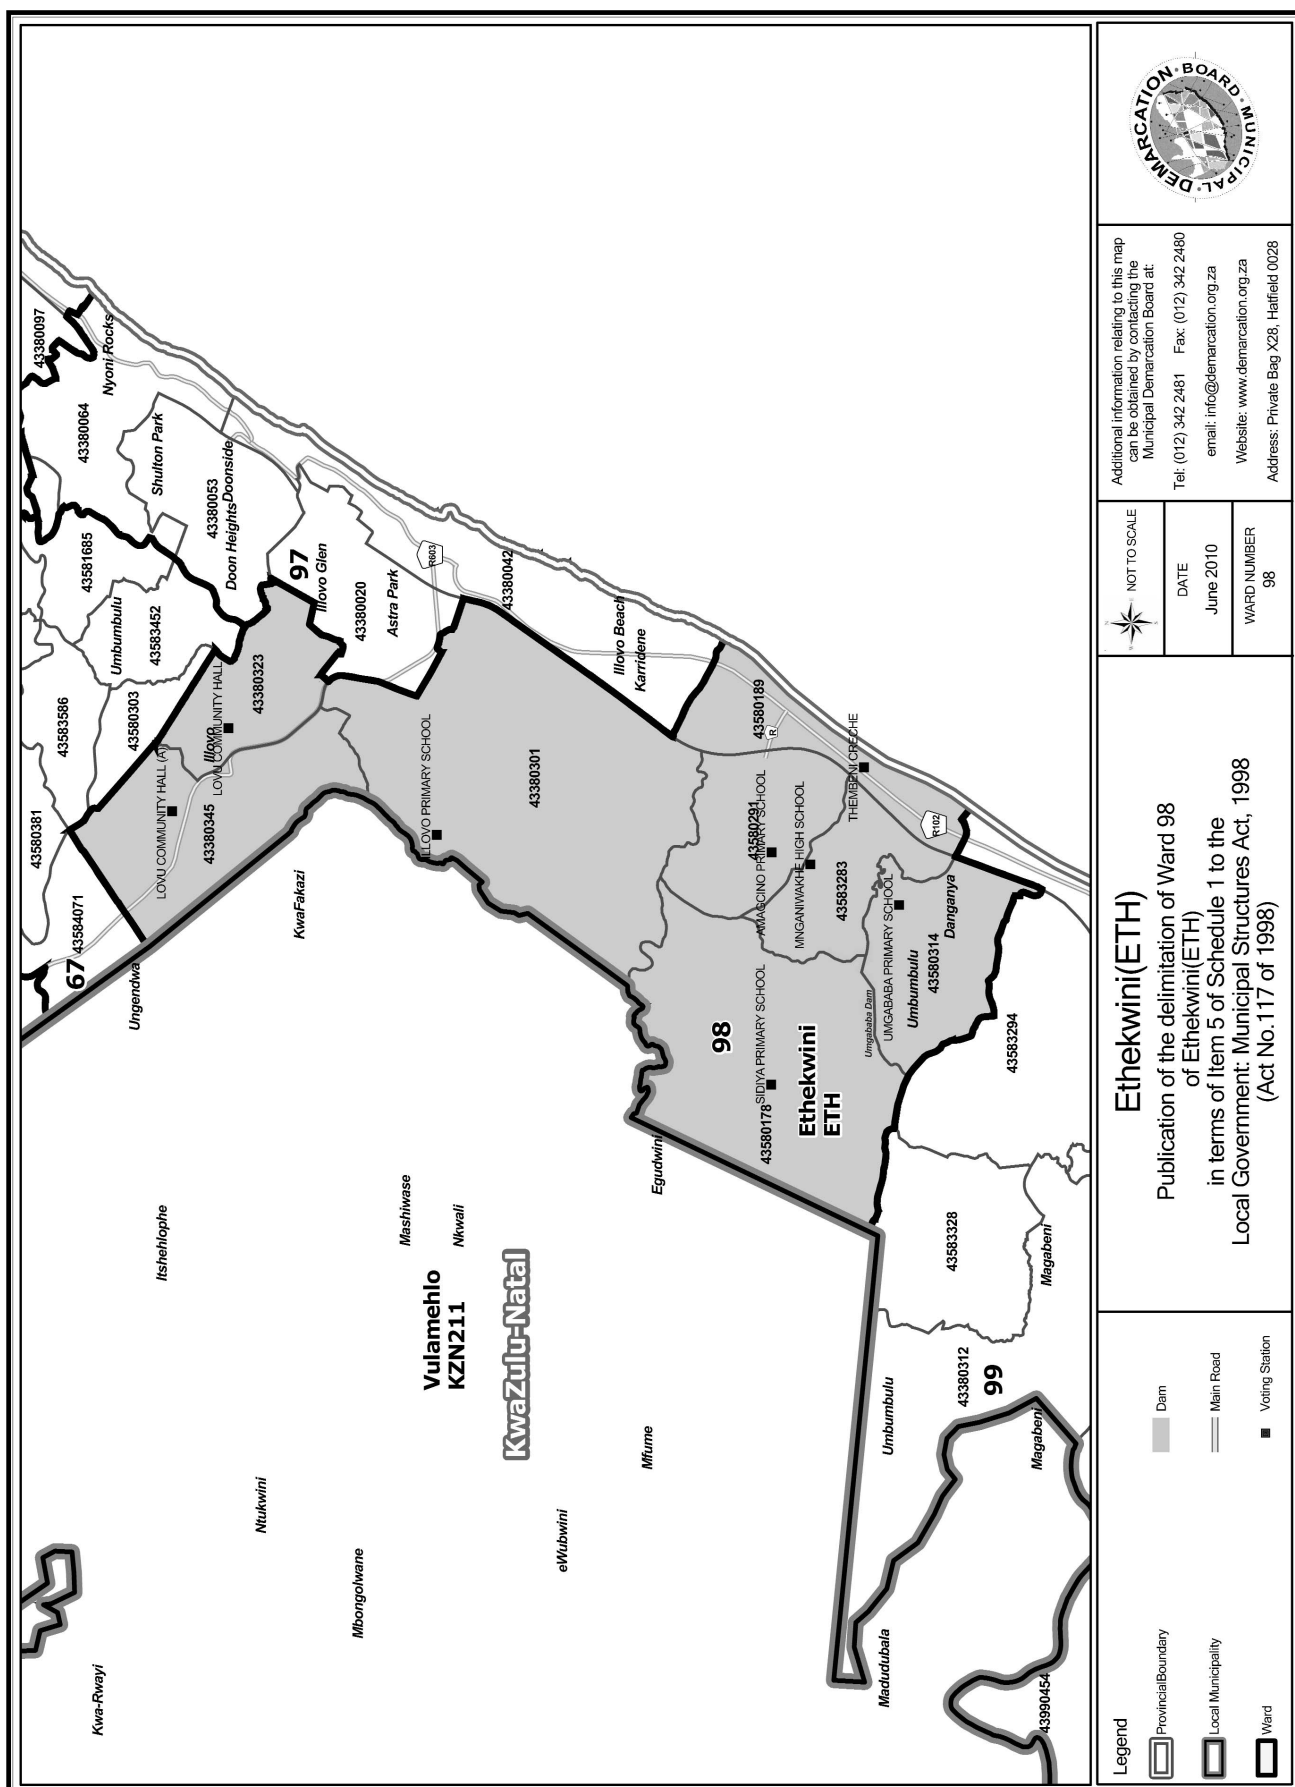 43380097
Nyoni Rocks
43380064
Shulton Park
43380053
Doonside
Doon Heights
43581685
Umbumbulu
43583452
43583586
43580303
43580381
43584071
67
Ungendwa
97
Illovo Glen
43380020
Astra Park
R603
43380042
Illovo Beach
Karridene
LOVU COMMUNITY HALL (A)
Illovo
LOVU COMMUNITY HALL
43380323
43380345
KwaFakazi
ILLOVO PRIMARY SCHOOL
43380301
43580189
R
43580291
AMAGCINO PRIMARY SCHOOL
MNGANIWAKHE HIGH SCHOOL
THEMBENI CRECHE
43583283
R102
UMGABABA PRIMARY SCHOOL
Danganya
Umbumbulu
43580314
Umgababa Dam
98
SIDIYA PRIMARY SCHOOL
43580178
Ethekwini
ETH
43583294
Egudwini
Itshehlophe
Mashiwase
Nkwali
Vulamehlo
KZN211
KwaZulu-Natal
43583328
Magabeni
43380312
99
Umbumbulu
Magabeni
Mfume
Ntukwini
Mbongolwane
eWubwini
Kwa-Rwayi
Madudubala
43990454
Legend
ProvincialBoundary
Local Municipality
Ward
Dam
Main Road
Voting Station
Ethekwini(ETH)
Publication of the delimitation of Ward 98
of Ethekwini(ETH)
in terms of Item 5 of Schedule 1 to the
Local Government: Municipal Structures Act, 1998
(Act No.117 of 1998)
NOT TO SCALE
DATE
June 2010
WARD NUMBER
98
Additional information relating to this map
can be obtained by contacting the
Municipal Demarcation Board at:
Tel: (012) 342 2481 Fax: (012) 342 2480
email: info@demarcation.org.za
Website: www.demarcation.org.za
Address: Private Bag X28, Hatfield 0028
MUNICIPAL · DEMARCATION · BOARD ·